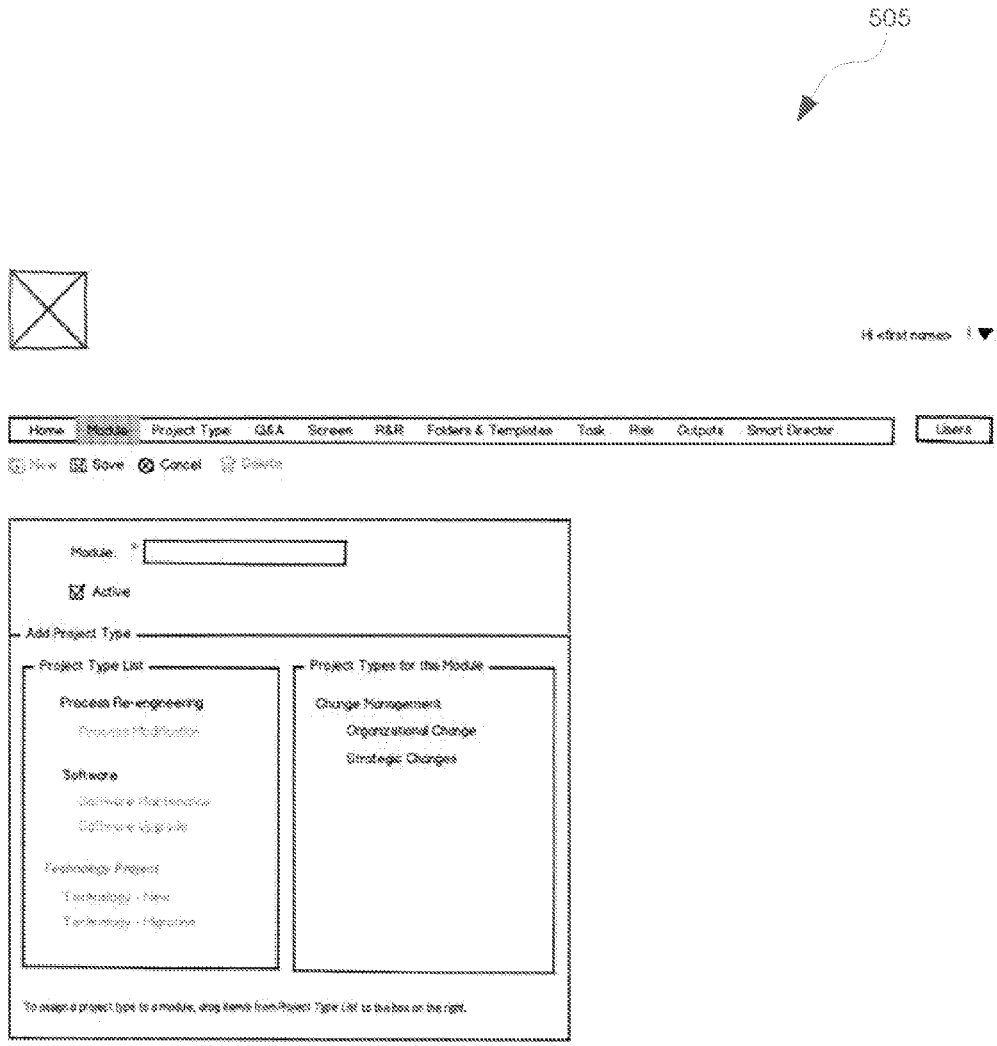 505
Hi <first name> | ▼
Home Module Project Type Q&A Screen R&R Folders & Templates Task Risk Outputs Smart Director Users
New Save Cancel Delete
Module: *
Active
Add Project Type
Project Type List Project Types for this Module
Process Re-engineering Change Management
Process Modification Organizational Change
Strategic Changes
Software
Software Maintenance
Software Upgrade
Technology Project
Technology - New
Technology - Migration
To assign a project type to a module, drag items from Project Type List to the box on the right.